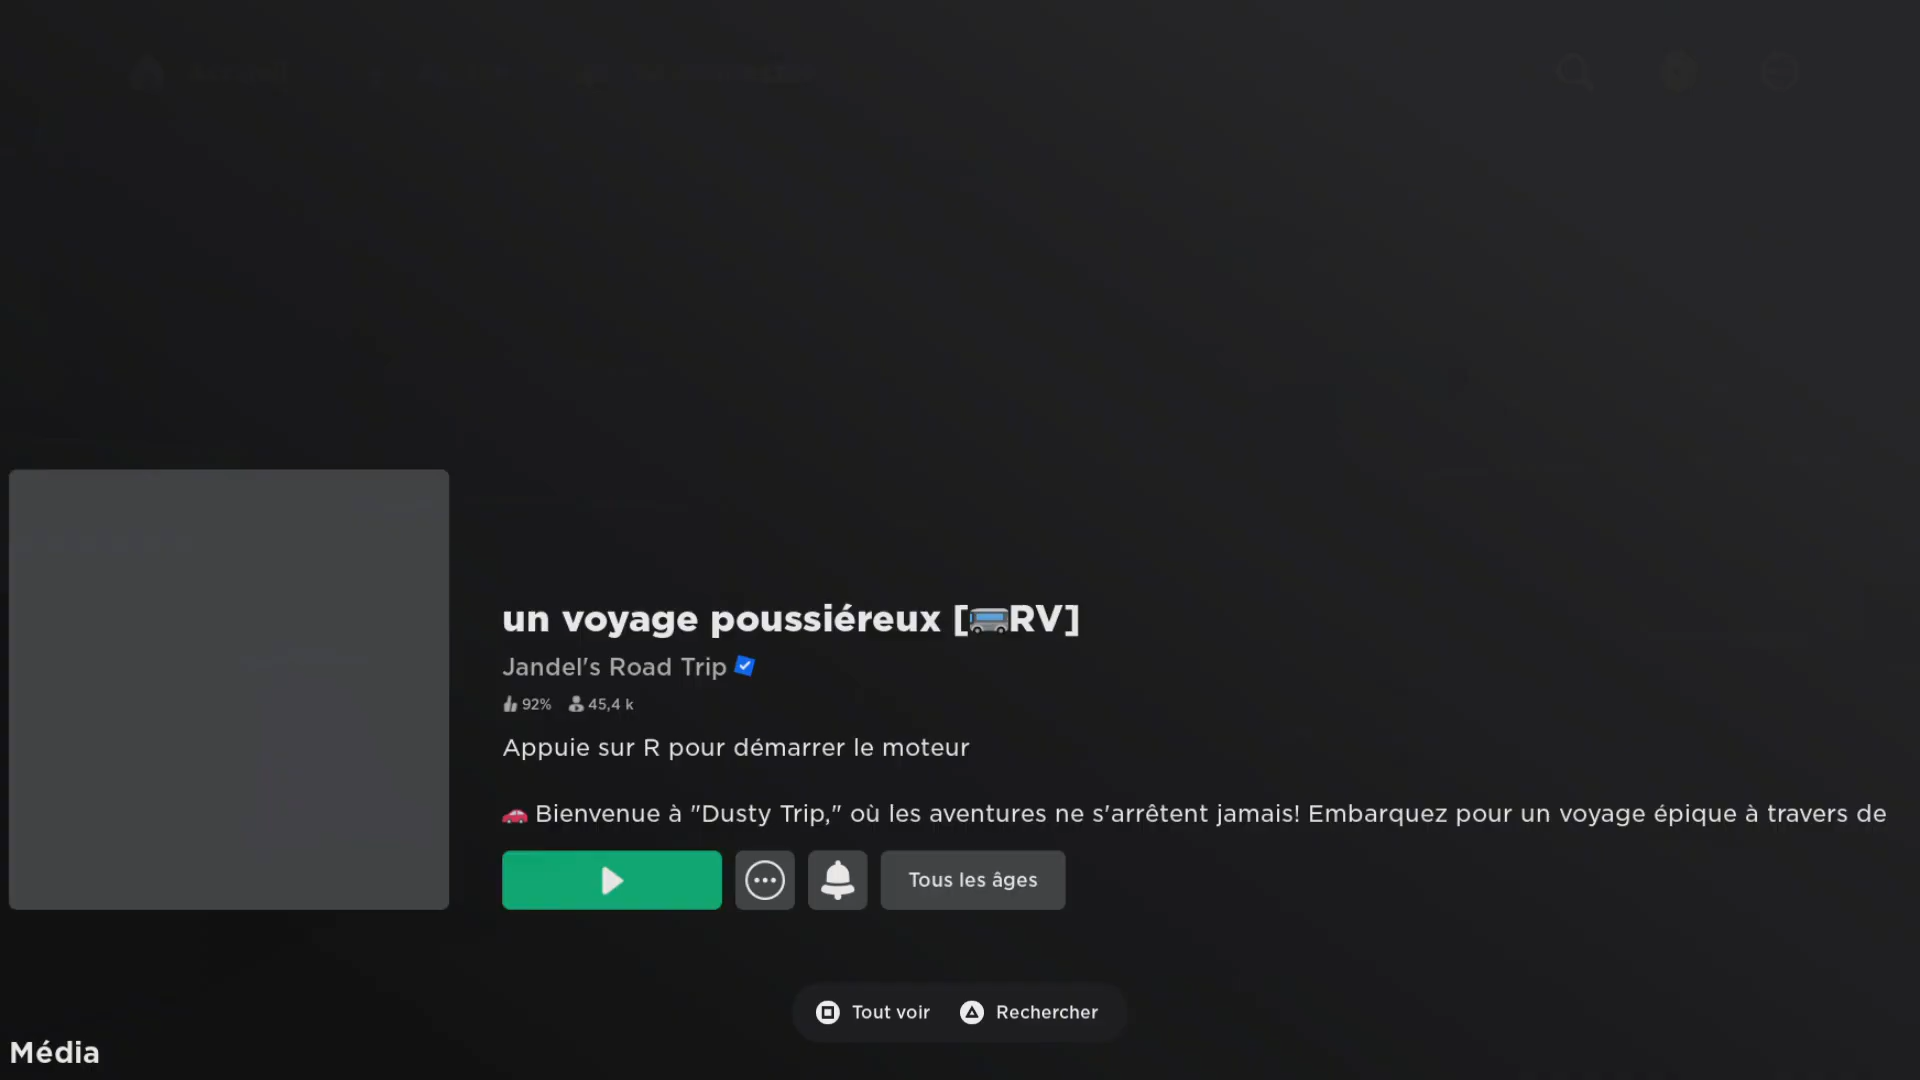 un voyage poussiéreux [🚐RV]
Jandel's Road Trip
92% 45,4 k
Appuie sur R pour démarrer le moteur
🚗 Bienvenue à "Dusty Trip," où les aventures ne s'arrêtent jamais! Embarquez pour un voyage épique à travers de
Tous les âges
Tout voir Rechercher
Média